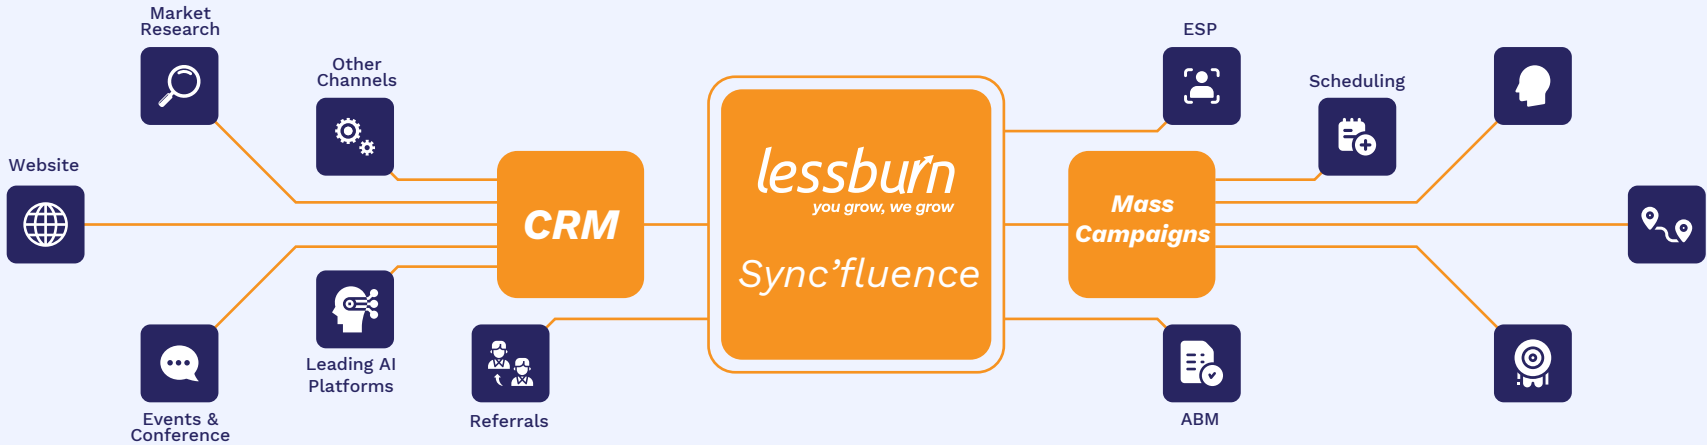 Market
Research
Other
Channels
Website
CRM
Events &
Conference
Leading AI
Platforms
Referrals
lessburn
you grow, we grow
Sync’fluence
ESP
Scheduling
Mass
Campaigns
ABM